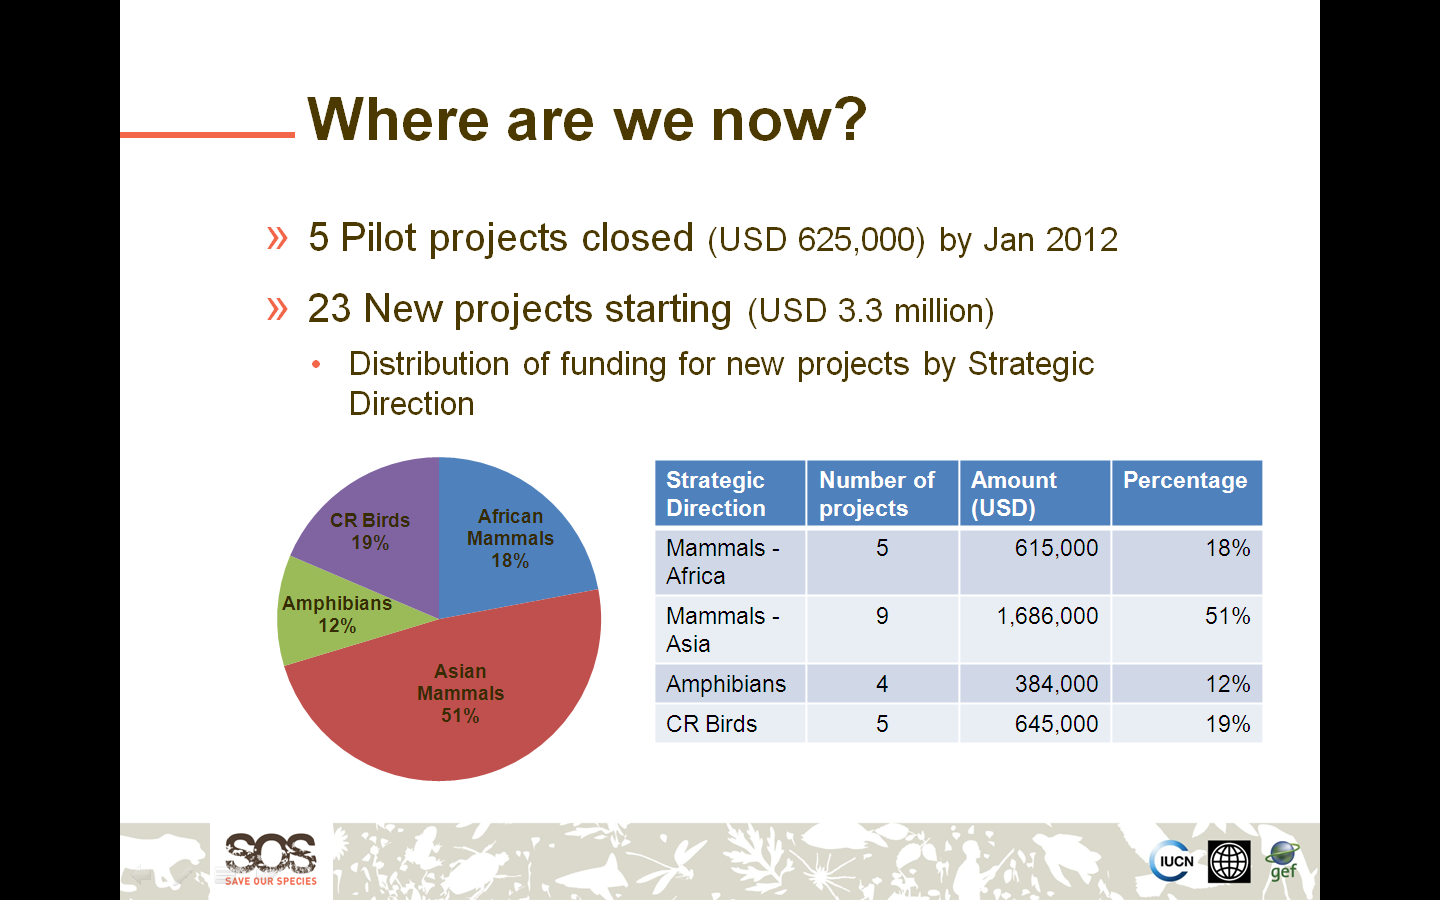 Where are we now?
» 5 Pilot projects closed (USD 625,000) by Jan 2012
» 23 New projects starting (USD 3.3 million)
• Distribution of funding for new projects by Strategic
Direction
CR Birds
19%
African
Mammals
18%
Amphibians
12%
Asian
Mammals
51%
Strategic Direction Number of projects Amount (USD) Percentage
Mammals - Africa 5 615,000 18%
Mammals - Asia 9 1,686,000 51%
Amphibians 4 384,000 12%
CR Birds 5 645,000 19%
SOS
SAVE OUR SPECIES
IUCN
gef